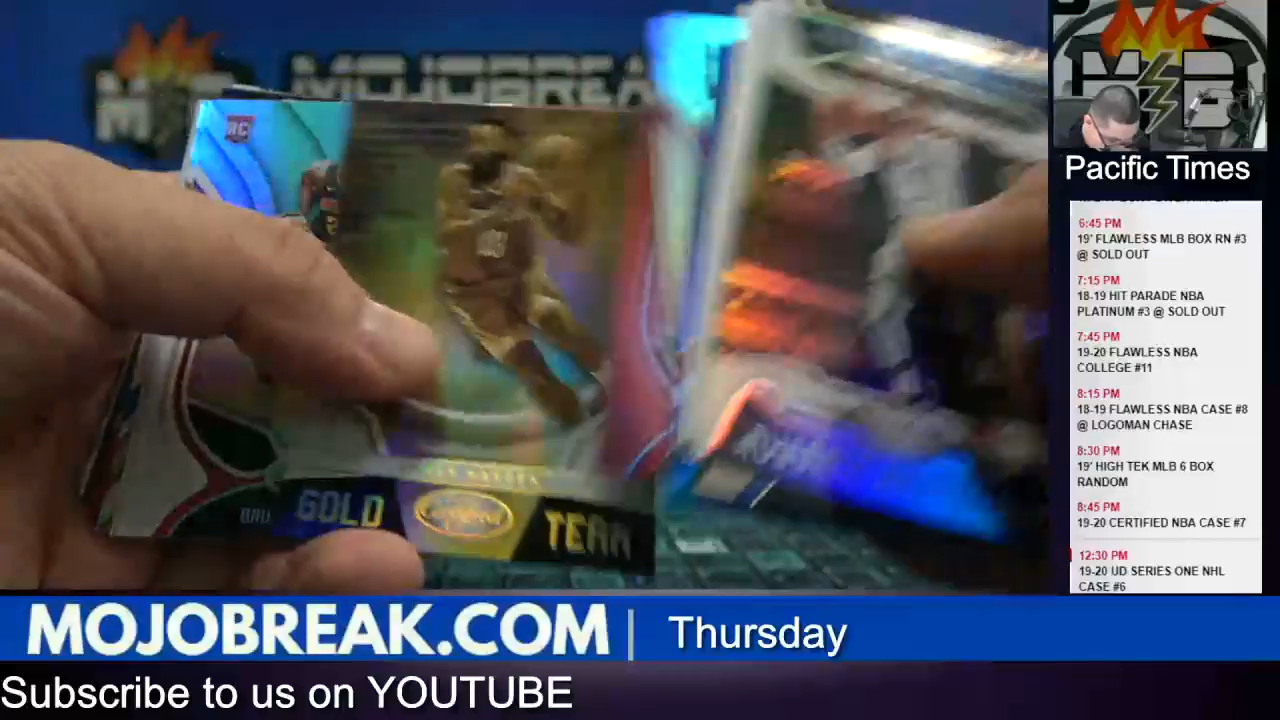 MOJOBREAK
RC
GOLD
TEAM
MB
Pacific Times
6:45 PM
19' FLAWLESS MLB BOX RN #3
@ SOLD OUT
7:15 PM
18-19 HIT PARADE NBA
PLATINUM #3 @ SOLD OUT
7:45 PM
19-20 FLAWLESS NBA
COLLEGE #11
8:15 PM
18-19 FLAWLESS NBA CASE #8
@ LOGOMAN CHASE
8:30 PM
19' HIGH TEK MLB 6 BOX
RANDOM
8:45 PM
19-20 CERTIFIED NBA CASE #7
12:30 PM
19-20 UD SERIES ONE NHL
CASE #6
MOJOBREAK.COM | Thursday
Subscribe to us on YOUTUBE